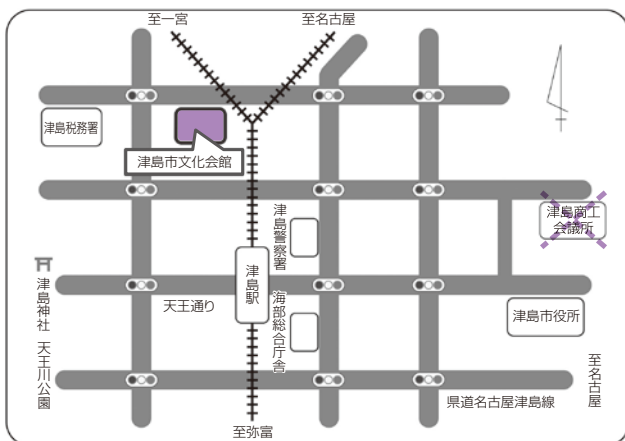 至一宮
至名古屋
津島税務署
津島市文化会館
津島商工
会議所
津島警察署
津島駅
津島神社
天王川公園
天王通り
海部総合庁舎
津島市役所
至名古屋
県道名古屋津島線
至弥富